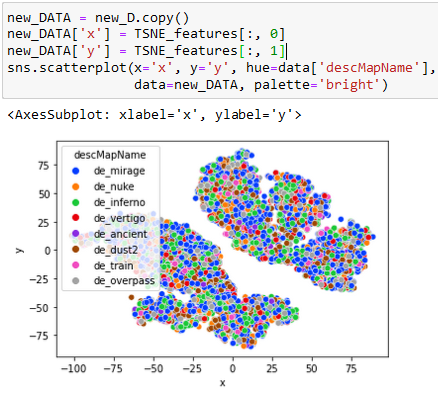 new_DATA = new_D.copy()
new_DATA['x'] = TSNE_features[:, 0]
new_DATA['y'] = TSNE_features[:, 1]
sns.scatterplot(x='x', y='y', hue=data['descMapName'],
data=new_DATA, palette='bright')
<AxesSubplot: xlabel='x', ylabel='y'>
descMapName
de_mirage
de_nuke
de_inferno
de_vertigo
de_ancient
de_dust2
de_train
de_overpass
75
50
25
0
−25
−50
−75
y
−100 −75 −50 −25 0 25 50 75
x